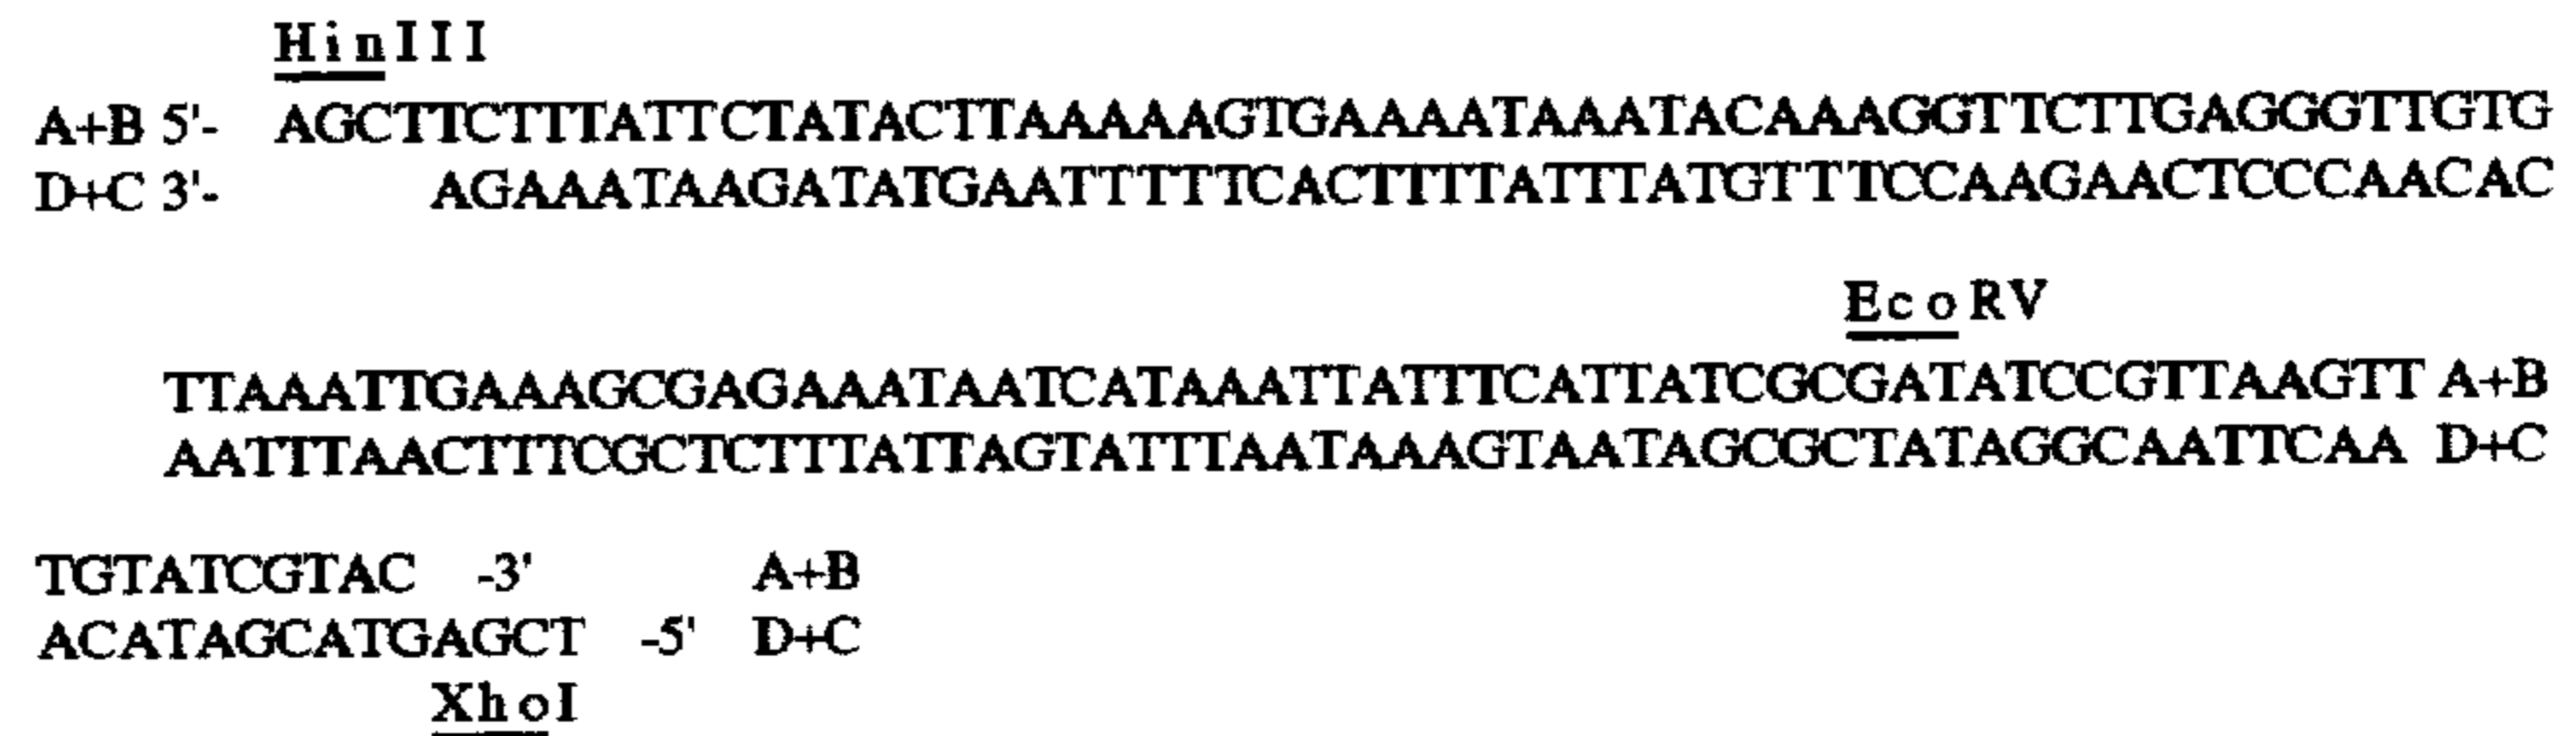 HinIII
A+B 5'- AGCTTCTTTATTCTATACTTAAAAAGTGAAAATAAATACAAAGGTTCTTGAGGGTTGTG
D+C 3'- AGAAATAAGATATGAATTTTTCACTTTTATTTATGTTTCCAAGAACTCCCAACAC
EcoRV
TTAAATTGAAAGCGAGAAATAATCATAAATTATTTCATTATCGCGATATCCGTTAAGTT A+B
AATTTAACTTTCGCTCTTTATTAGTATTTAATAAAGTAATAGCGCTATAGGCAATTCAA D+C
TGTATCGTAC -3' A+B
ACATAGCATGAGCT -5' D+C
XhoI